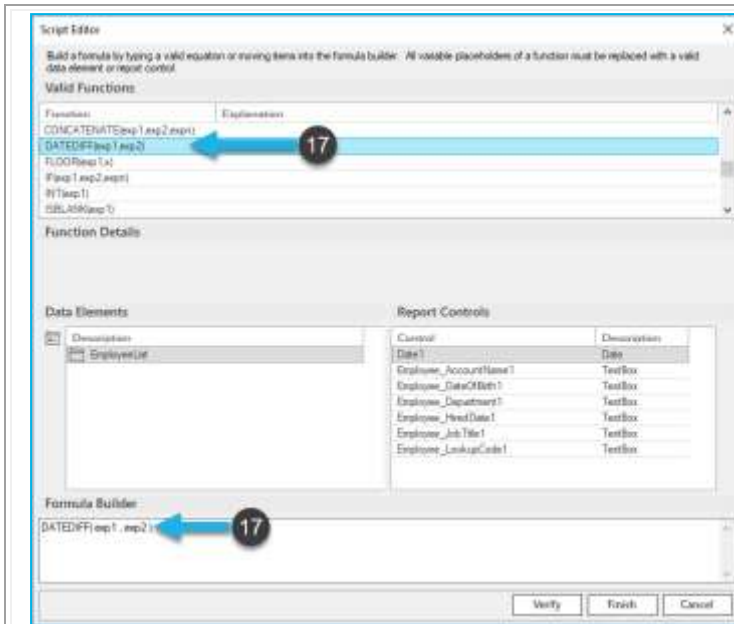 Script Editor
Build a formula by typing a valid equation or moving items into the formula builder. All variable placeholders of a function must be replaced with a valid
data element or report control.
Valid Functions
Function Explanation
CONCATENATE(exp1,exp2,expn)
DATEDIFF(exp1,exp2)
17
FLOOR(exp1,x)
IF(exp1,exp2,expn)
INT(exp1)
ISBLANK(exp1)
Function Details
Data Elements Report Controls
Description Control Description
EmployeeList Date1 Date
Employee_AccountName1 TextBox
Employee_DateOfBirth1 TextBox
Employee_Department1 TextBox
Employee_HiredDate1 TextBox
Employee_JobTitle1 TextBox
Employee_LookupCode1 TextBox
Formula Builder
DATEDIFF( exp1 , exp2 )
17
Verify Finish Cancel